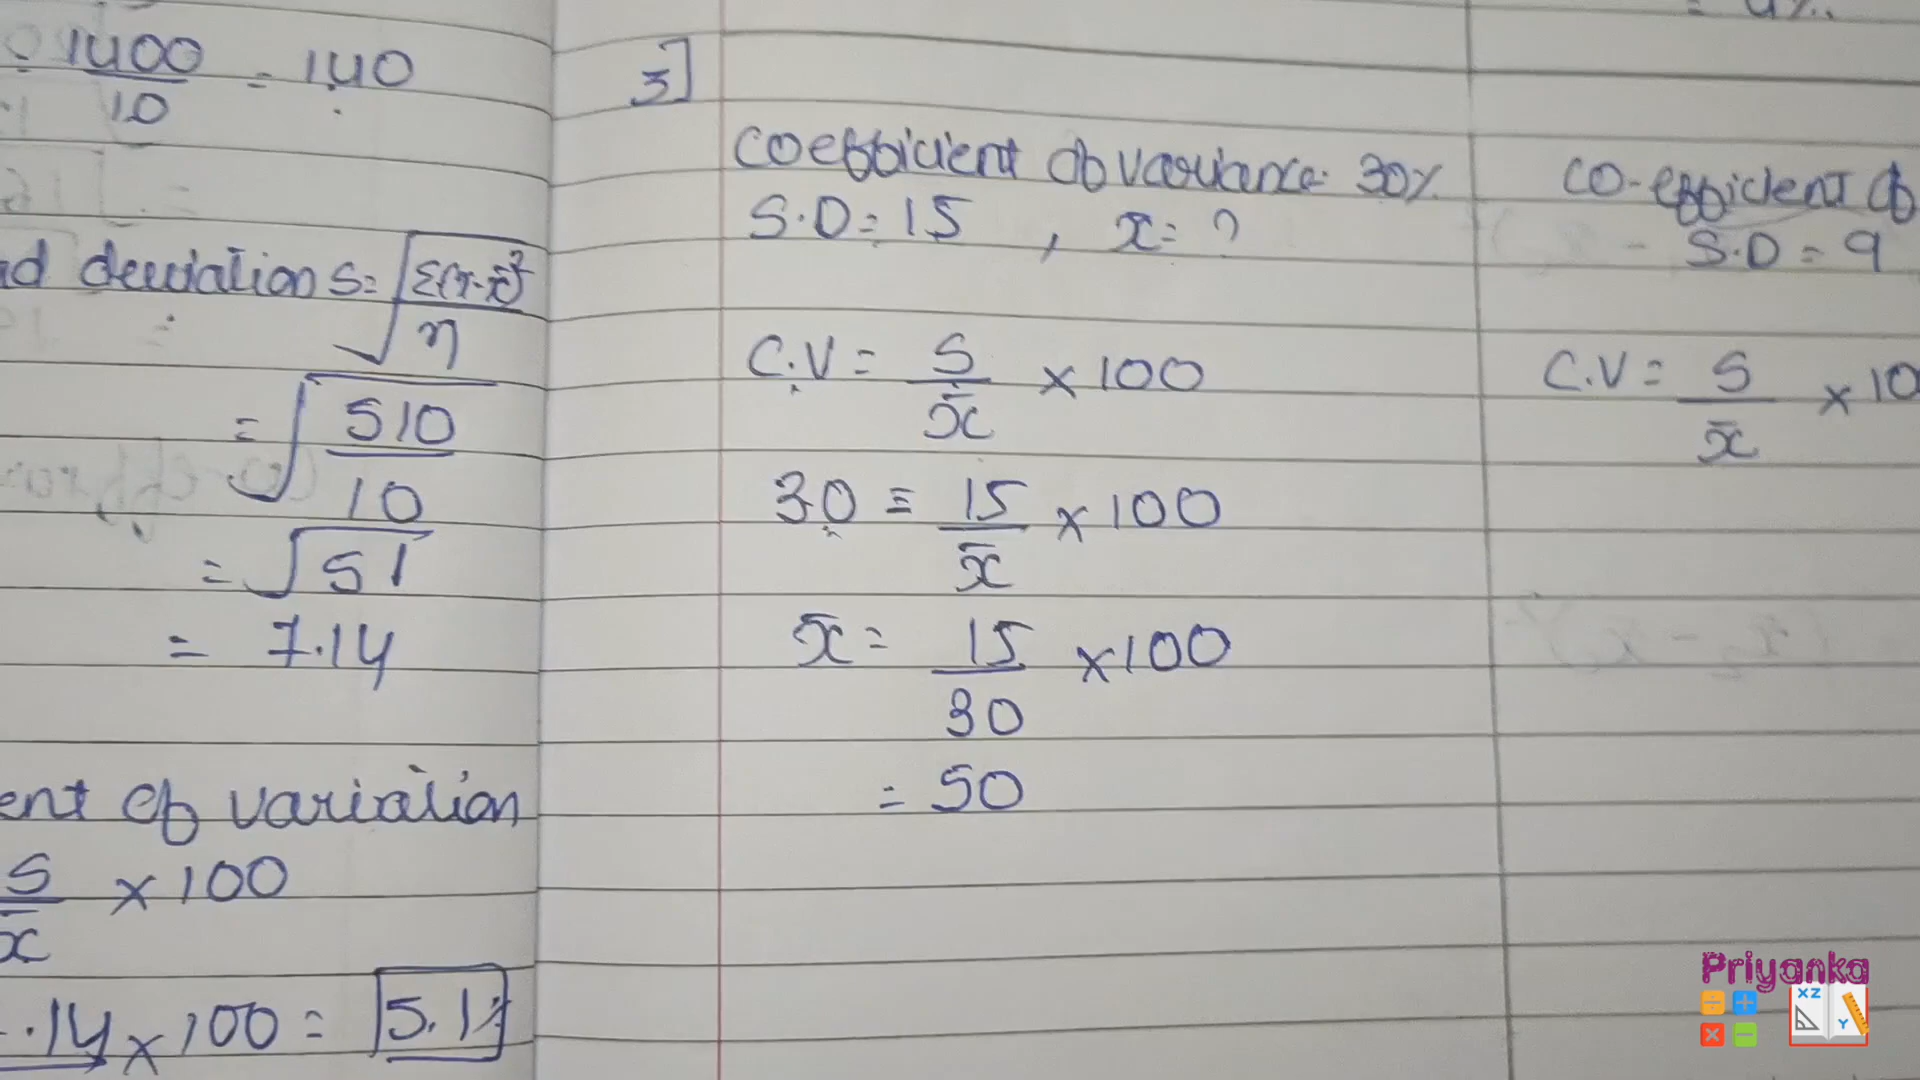 1400
10
= 140
deviation S = √Σ(x-x̄)²
n
= √510
10
= √51
= 7.14
ent of variation
S
x̄
× 100
.14 × 100 = 5.1%
3]
coefficient of variance 30%
S.D = 15 , x = ?
C.V = S × 100
x̄
30 = 15 × 100
x̄
x̄ = 15 × 100
30
= 50
co-efficient of
S.D = 9
C.V = S × 10
x̄
Priyanka
XZ
Y